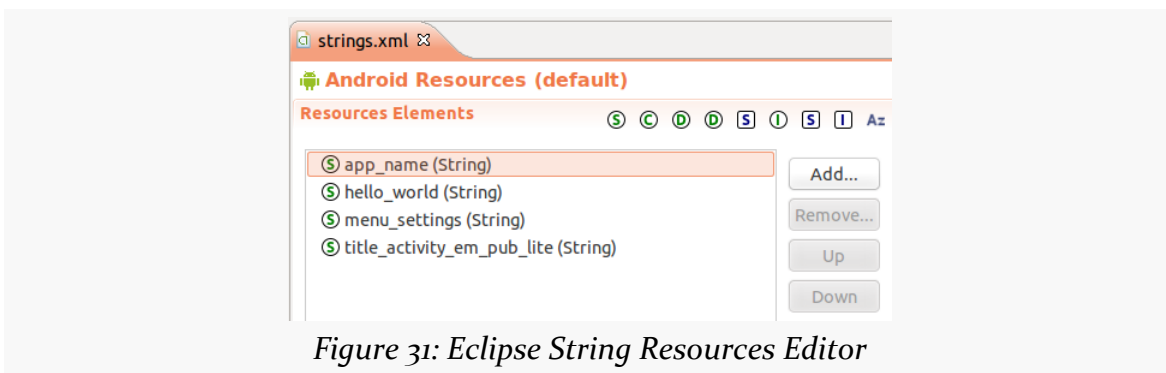 strings.xml
Android Resources (default)
Resources Elements
S C D D S I S I Az
S app_name (String)
S hello_world (String)
S menu_settings (String)
S title_activity_em_pub_lite (String)
Add...
Remove...
Up
Down
Figure 31: Eclipse String Resources Editor